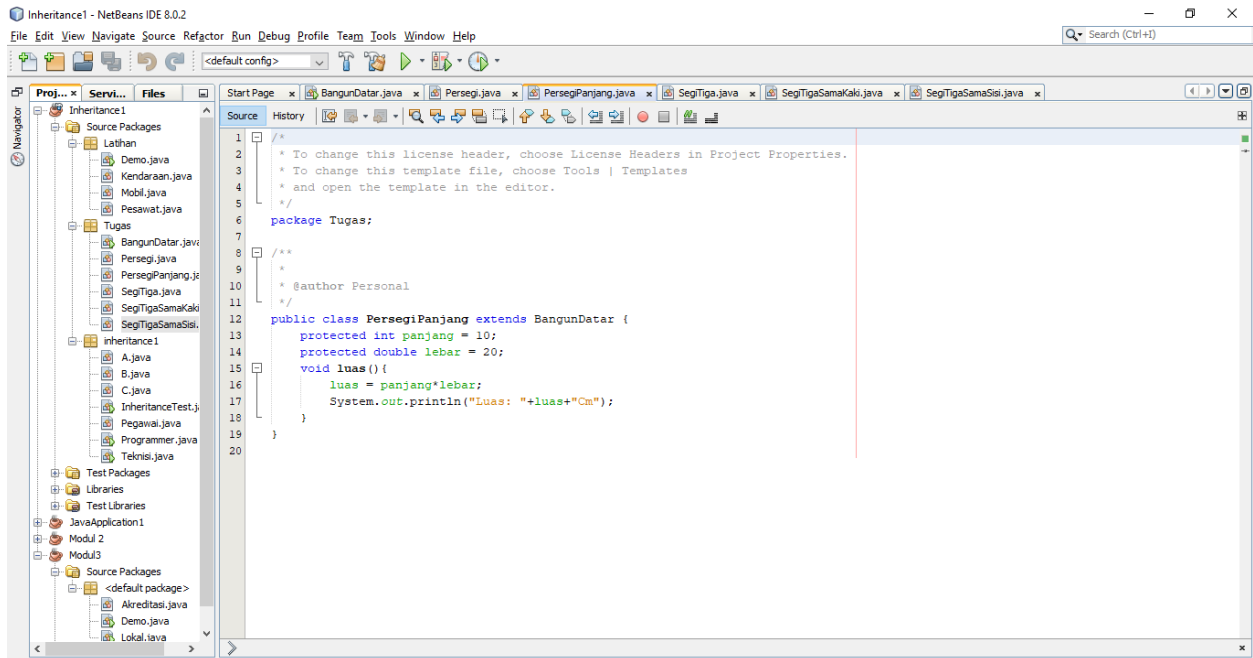 Inheritance1 - NetBeans IDE 8.0.2
File Edit View Navigate Source Refactor Run Debug Profile Team Tools Window Help
Search (Ctrl+I)
<default config>
Proj... x Servi... Files
Start Page x BangunDatar.java x Persegi.java x PersegiPanjang.java x SegiTiga.java x SegiTigaSamaKaki.java x SegiTigaSamaSisi.java x
Navigator
Inheritance1
Source Packages
Latihan
Demo.java
Kendaraan.java
Mobil.java
Pesawat.java
Tugas
BangunDatar.java
Persegi.java
PersegiPanjang.ja
SegiTiga.java
SegiTigaSamaKaki
SegiTigaSamaSisi.
inheritance1
A.java
B.java
C.java
InheritanceTest.j
Pegawai.java
Programmer.java
Teknisi.java
Test Packages
Libraries
Test Libraries
JavaApplication1
Modul 2
Modul3
Source Packages
<default package>
Akreditasi.java
Demo.java
Lokal.java
Source History
1 /*
2 * To change this license header, choose License Headers in Project Properties.
3 * To change this template file, choose Tools | Templates
4 * and open the template in the editor.
5 */
6 package Tugas;
7
8 /**
9 *
10 * @author Personal
11 */
12 public class PersegiPanjang extends BangunDatar {
13 protected int panjang = 10;
14 protected double lebar = 20;
15 void luas(){
16 luas = panjang*lebar;
17 System.out.println("Luas: "+luas+"Cm");
18 }
19 }
20